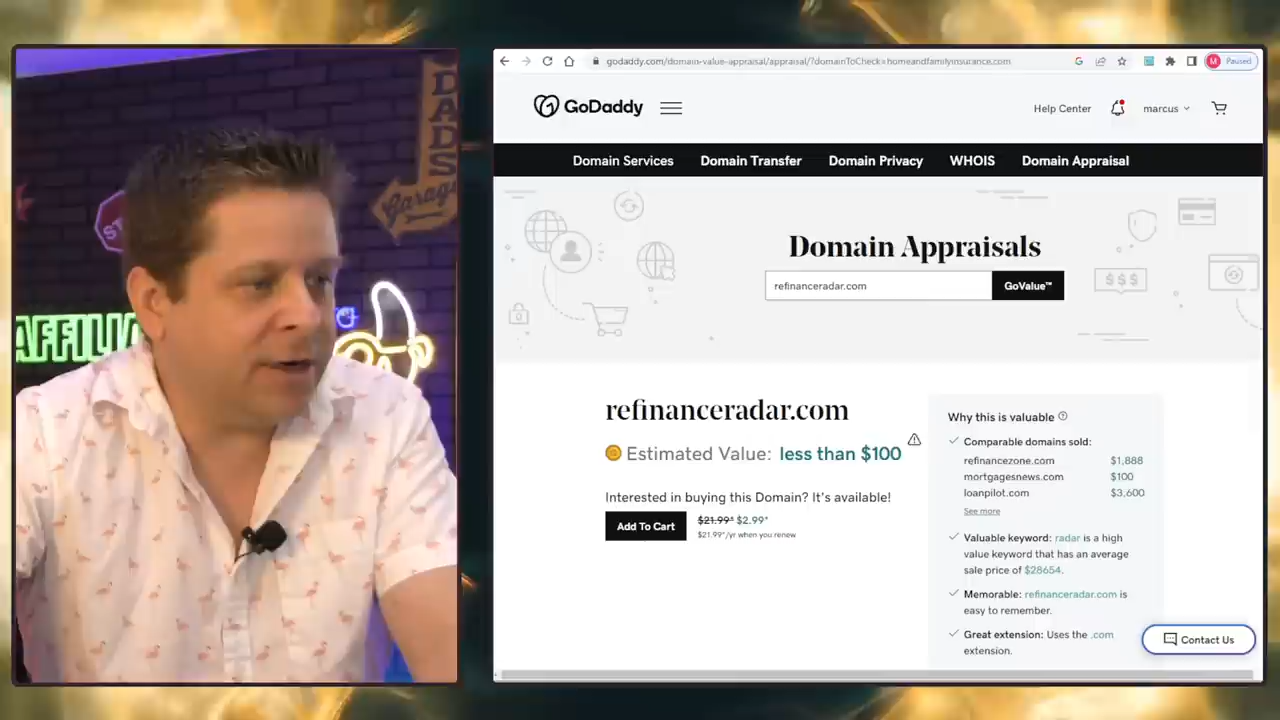 DADS
Garage
ST
AFFILIA
godaddy.com/domain-value-appraisal/appraisal/?domainToCheck=homeandfamilyinsurance.com
M Paused
GoDaddy
Help Center
marcus
Domain Services
Domain Transfer
Domain Privacy
WHOIS
Domain Appraisal
Domain Appraisals
refinanceradar.com
GoValue™
$$$
refinanceradar.com
Estimated Value: less than $100
Interested in buying this Domain? It's available!
Add To Cart
$21.99* $2.99*
$21.99*/yr when you renew
Why this is valuable
Comparable domains sold:
refinancezone.com $1,888
mortgagesnews.com $100
loanpilot.com $3,600
See more
Valuable keyword: radar is a high
value keyword that has an average
sale price of $28654.
Memorable: refinanceradar.com is
easy to remember.
Great extension: Uses the .com
extension.
Contact Us